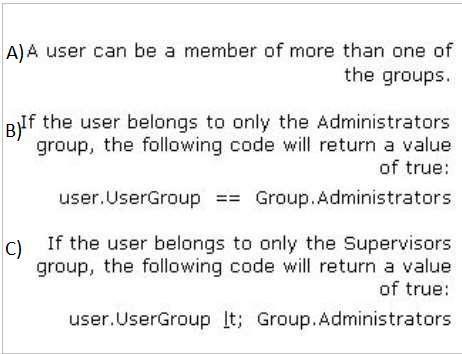 A) A user can be a member of more than one of
the groups.
B) If the user belongs to only the Administrators
group, the following code will return a value
of true:
user.UserGroup == Group.Administrators
C) If the user belongs to only the Supervisors
group, the following code will return a value
of true:
user.UserGroup lt; Group.Administrators